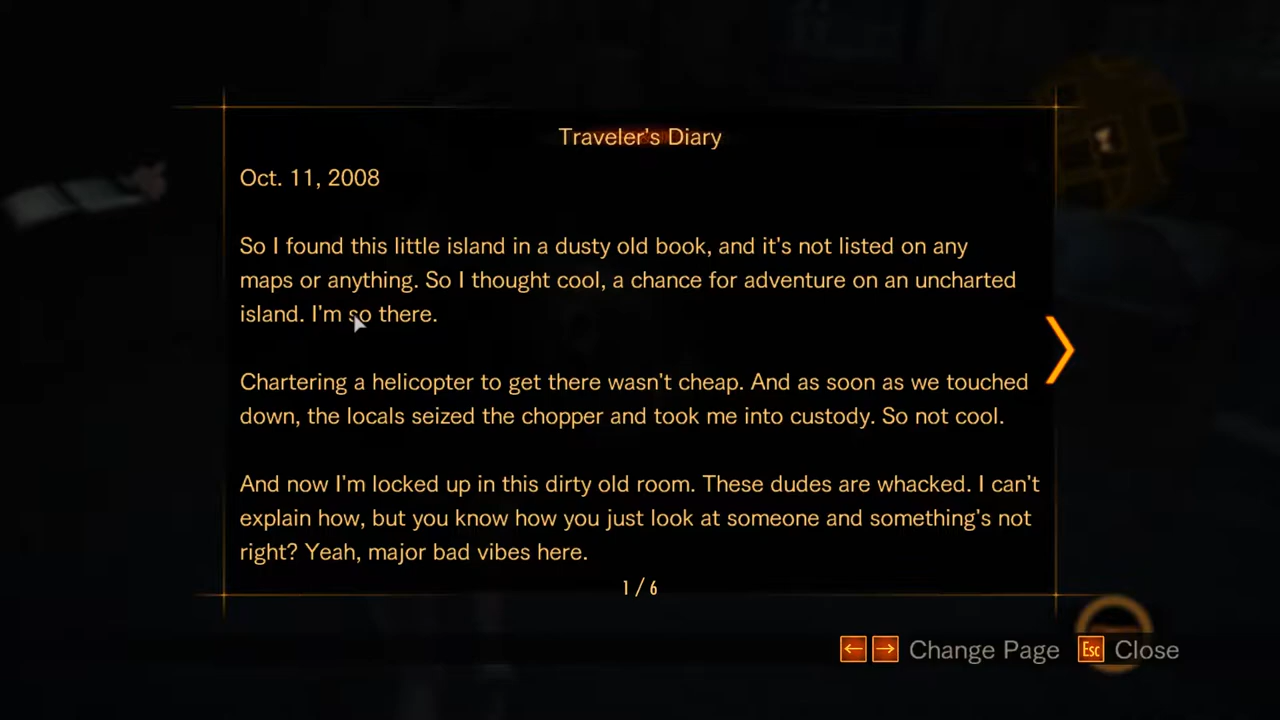 Traveler's Diary
Oct. 11, 2008
So I found this little island in a dusty old book, and it's not listed on any
maps or anything. So I thought cool, a chance for adventure on an uncharted
island. I'm so there.
Chartering a helicopter to get there wasn't cheap. And as soon as we touched
down, the locals seized the chopper and took me into custody. So not cool.
And now I'm locked up in this dirty old room. These dudes are whacked. I can't
explain how, but you know how you just look at someone and something's not
right? Yeah, major bad vibes here.
1 / 6
← → Change Page Esc Close